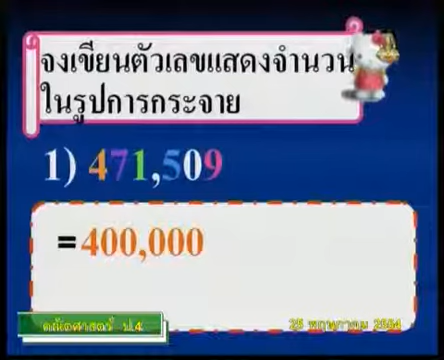 จงเขียนตัวเลขแสดงจำนวน
ในรูปการกระจาย
1) 471,509
= 400,000
คณิตศาสตร์ ป.4
25 พฤษภาคม 2554